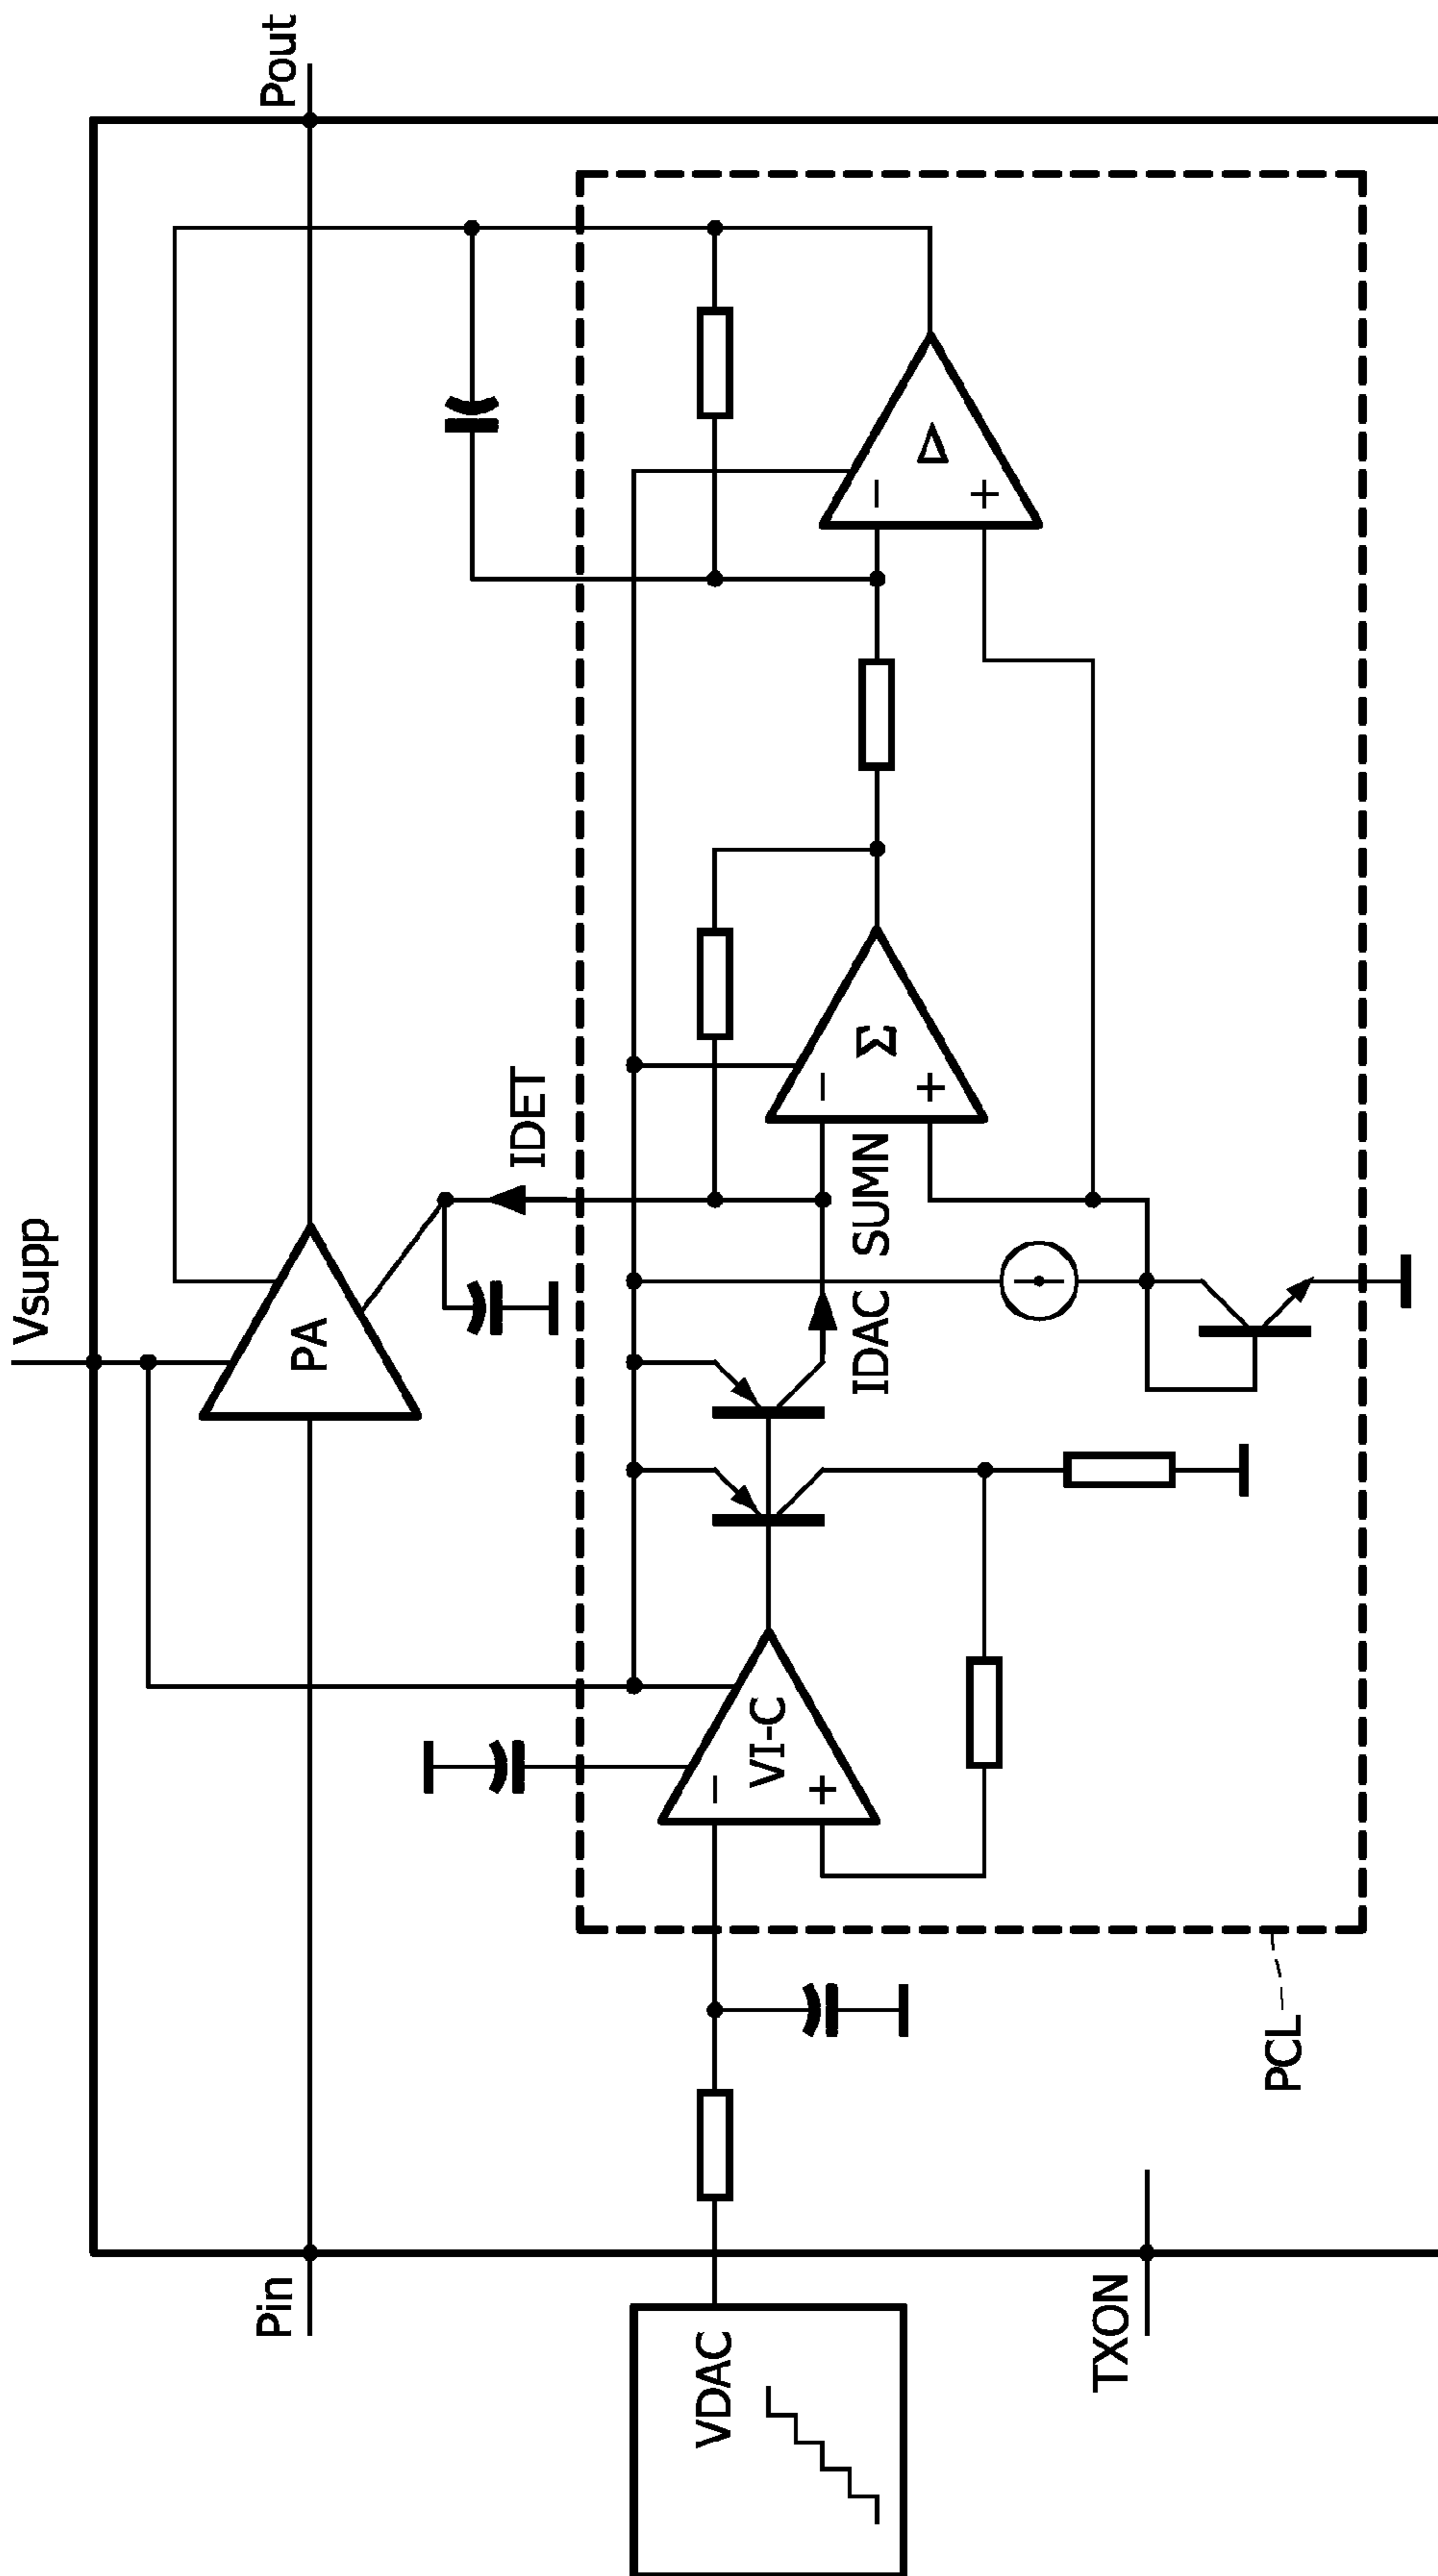 Vsupp
Pin
PA
Pout
IDET
VDAC
−
VI-C
+
IDAC
SUMN
−
Σ
+
−
Δ
+
TXON
PCL